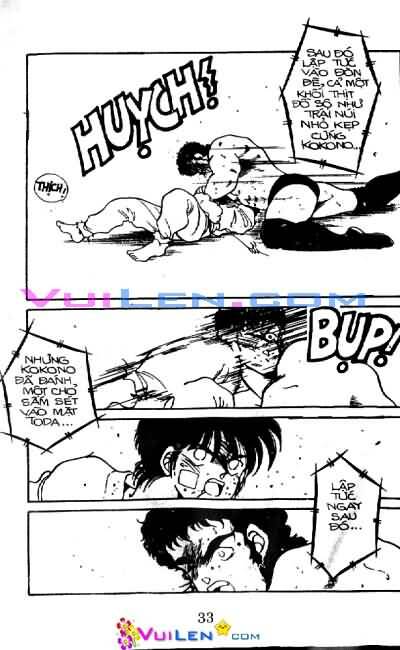 SAU ĐÓ
LẬP TỨC
VÀO ĐÒN
ĐÈ, CẢ MỘT
KHỐI THỊT
ĐỒ SỘ NHƯ
TRÁI NÚI
NHỎ KẸP
CỨNG
KOKONO...
HUỴCH!
THỊCH!
VUILEN.COM
BỤP!
NHƯNG
KOKONO
ĐÃ ĐÁNH
MỘT CHỎ
SẤM SÉT
VÀO MẶT
TODA...
LẬP
TỨC
NGAY
SAU
ĐÓ...
33
VUILEN